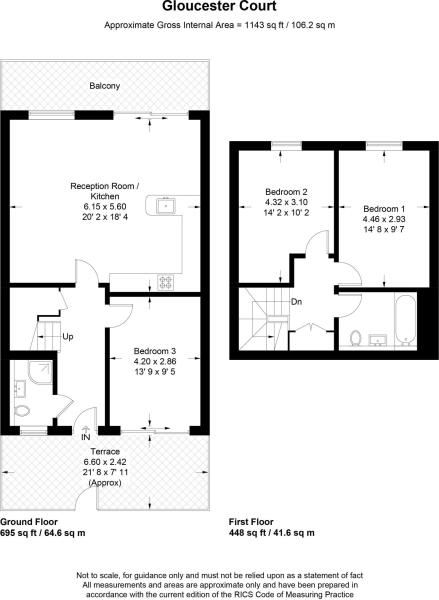 Gloucester Court
Approximate Gross Internal Area = 1143 sq ft / 106.2 sq m
Balcony
Reception Room /
Kitchen
6.15 x 5.60
20' 2 x 18' 4
Bedroom 2
4.32 x 3.10
14' 2 x 10' 2
Bedroom 1
4.46 x 2.93
14' 8 x 9' 7
Dn
Up
Bedroom 3
4.20 x 2.86
13' 9 x 9' 5
IN
Terrace
6.60 x 2.42
21' 8 x 7' 11
(Approx)
Ground Floor
695 sq ft / 64.6 sq m
First Floor
448 sq ft / 41.6 sq m
Not to scale, for guidance only and must not be relied upon as a statement of fact
All measurements and areas are approximate only and have been prepared in
accordance with the current edition of the RICS Code of Measuring Practice